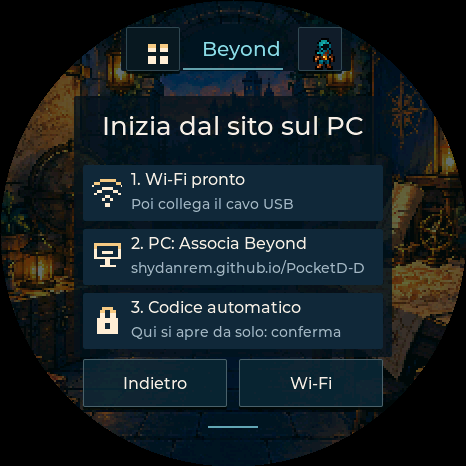 Beyond
Inizia dal sito sul PC
1. Wi-Fi pronto
Poi collega il cavo USB
2. PC: Associa Beyond
shydanrem.github.io/PocketD-D
3. Codice automatico
Qui si apre da solo: conferma
Indietro
Wi-Fi